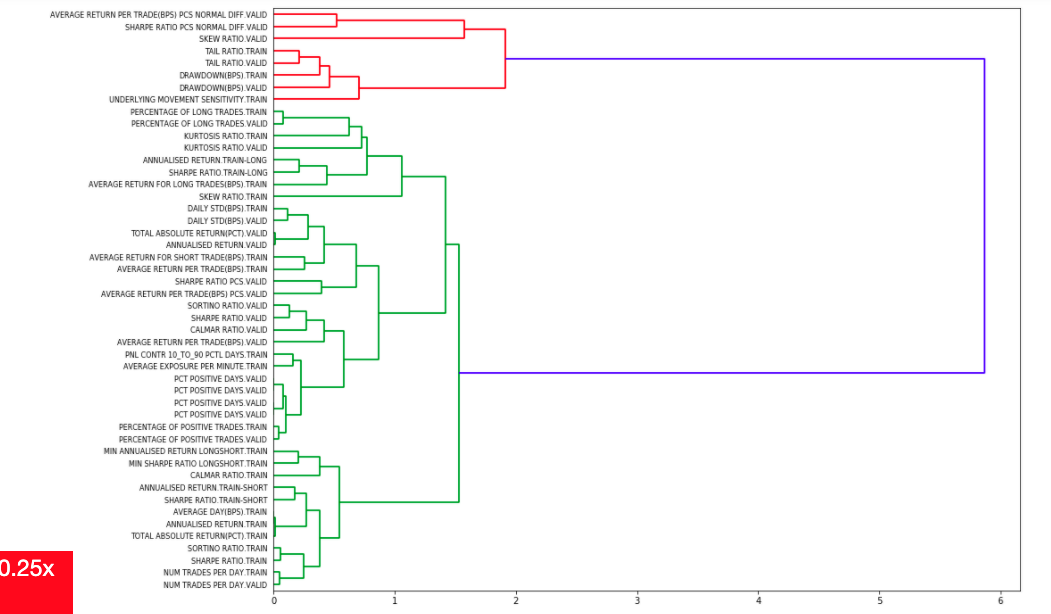 AVERAGE RETURN PER TRADE(BPS) PCS NORMAL DIFF.VALID
SHARPE RATIO PCS NORMAL DIFF.VALID
SKEW RATIO.VALID
TAIL RATIO.TRAIN
TAIL RATIO.VALID
DRAWDOWN(BPS).TRAIN
DRAWDOWN(BPS).VALID
UNDERLYING MOVEMENT SENSITIVITY.TRAIN
PERCENTAGE OF LONG TRADES.TRAIN
PERCENTAGE OF LONG TRADES.VALID
KURTOSIS RATIO.TRAIN
KURTOSIS RATIO.VALID
ANNUALISED RETURN.TRAIN-LONG
SHARPE RATIO.TRAIN-LONG
AVERAGE RETURN FOR LONG TRADES(BPS).TRAIN
SKEW RATIO.TRAIN
DAILY STD(BPS).TRAIN
DAILY STD(BPS).VALID
TOTAL ABSOLUTE RETURN(PCT).VALID
ANNUALISED RETURN.VALID
AVERAGE RETURN FOR SHORT TRADE(BPS).TRAIN
AVERAGE RETURN PER TRADE(BPS).TRAIN
SHARPE RATIO PCS.VALID
AVERAGE RETURN PER TRADE(BPS) PCS.VALID
SORTINO RATIO.VALID
SHARPE RATIO.VALID
CALMAR RATIO.VALID
AVERAGE RETURN PER TRADE(BPS).VALID
PNL CONTR 10_TO_90 PCTL DAYS.TRAIN
AVERAGE EXPOSURE PER MINUTE.TRAIN
PCT POSITIVE DAYS.VALID
PCT POSITIVE DAYS.VALID
PCT POSITIVE DAYS.VALID
PCT POSITIVE DAYS.VALID
PERCENTAGE OF POSITIVE TRADES.TRAIN
PERCENTAGE OF POSITIVE TRADES.VALID
MIN ANNUALISED RETURN LONGSHORT.TRAIN
MIN SHARPE RATIO LONGSHORT.TRAIN
CALMAR RATIO.TRAIN
ANNUALISED RETURN.TRAIN-SHORT
SHARPE RATIO.TRAIN-SHORT
AVERAGE DAY(BPS).TRAIN
ANNUALISED RETURN.TRAIN
TOTAL ABSOLUTE RETURN(PCT).TRAIN
SORTINO RATIO.TRAIN
SHARPE RATIO.TRAIN
NUM TRADES PER DAY.TRAIN
NUM TRADES PER DAY.VALID
0 1 2 3 4 5 6
0.25x